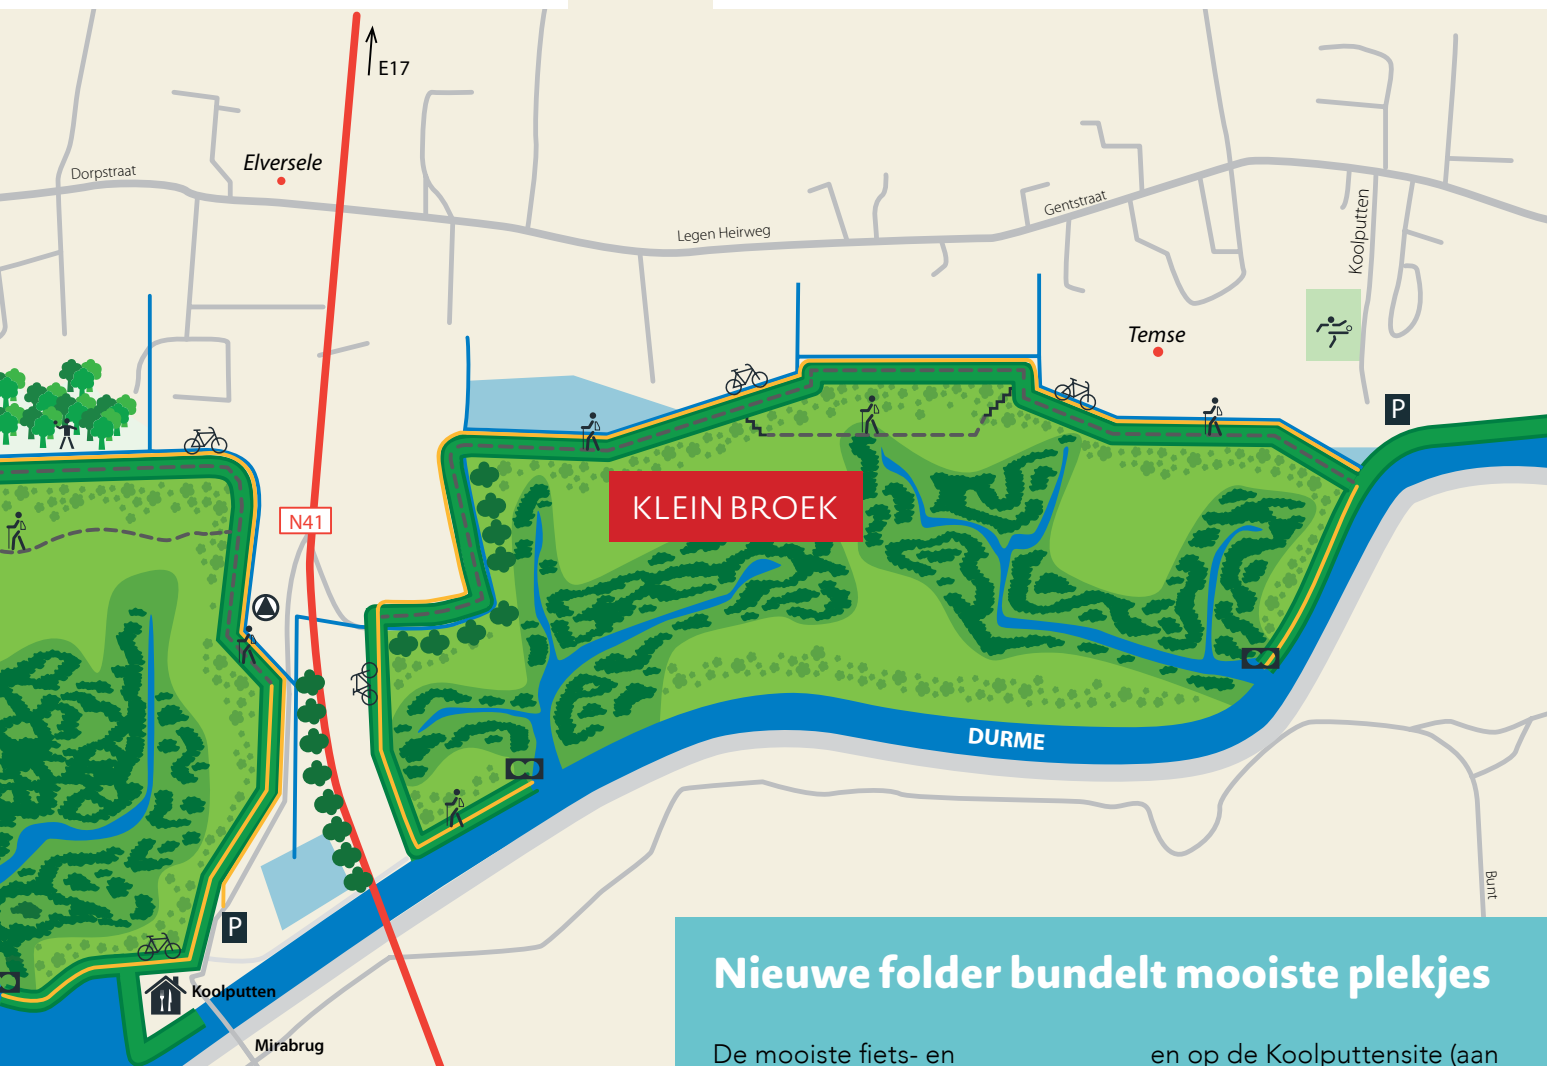 E17
Elversele
Dorpstraat
Legen Heirweg
Gentstraat
Koolputten
Temse
P
N41
KLEIN BROEK
DURME
Bunt
P
Koolputten
Mirabrug
Nieuwe folder bundelt mooiste plekjes
De mooiste fiets- en
en op de Koolputtensite (aan